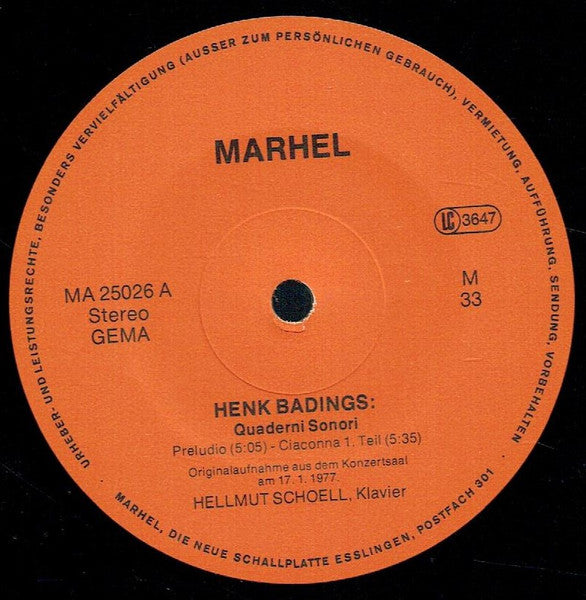 URHEBER- UND LEISTUNGSRECHTE, BESONDERS VERVIELFÄLTIGUNG (AUSSER ZUM PERSÖNLICHEN GEBRAUCH), VERMIETUNG, AUFFÜHRUNG, SENDUNG, VORBEHALTEN
MARHEL
LC 3647
MA 25026 A
Stereo
GEMA
M
33
HENK BADINGS:
Quaderni Sonori
Preludio (5:05) - Ciaconna 1. Teil (5:35)
Originalaufnahme aus dem Konzertsaal
am 17. 1. 1977.
HELLMUT SCHOELL, Klavier
MARHEL, DIE NEUE SCHALLPLATTE ESSLINGEN, POSTFACH 301